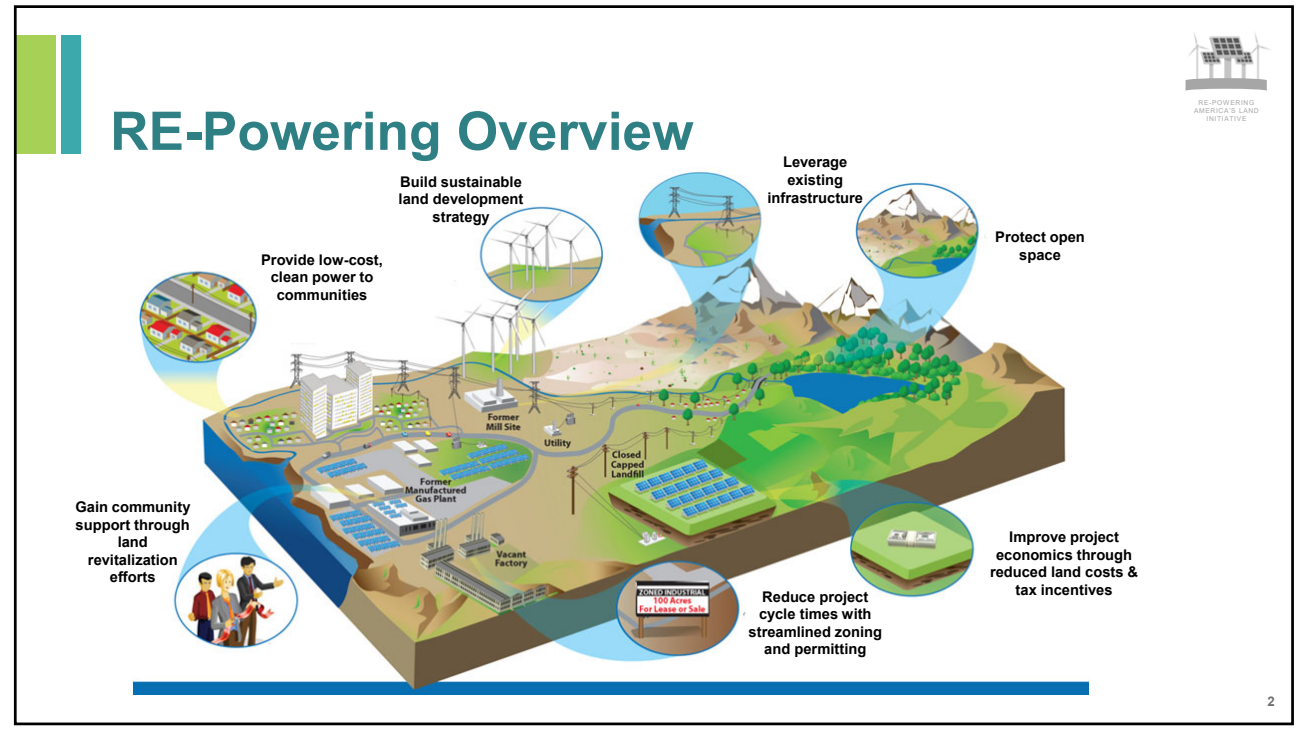 RE-POWERING
AMERICA'S LAND
INITIATIVE
RE-Powering Overview
Build sustainable
land development
strategy
Leverage
existing
infrastructure
Protect open
space
Provide low-cost,
clean power to
communities
Former
Mill Site
Utility
Closed
Capped
Landfill
Former
Manufactured
Gas Plant
Vacant
Factory
Gain community
support through
land
revitalization
efforts
ZONED INDUSTRIAL
100 Acres
For Lease or Sale
Reduce project
cycle times with
streamlined zoning
and permitting
Improve project
economics through
reduced land costs &
tax incentives
2